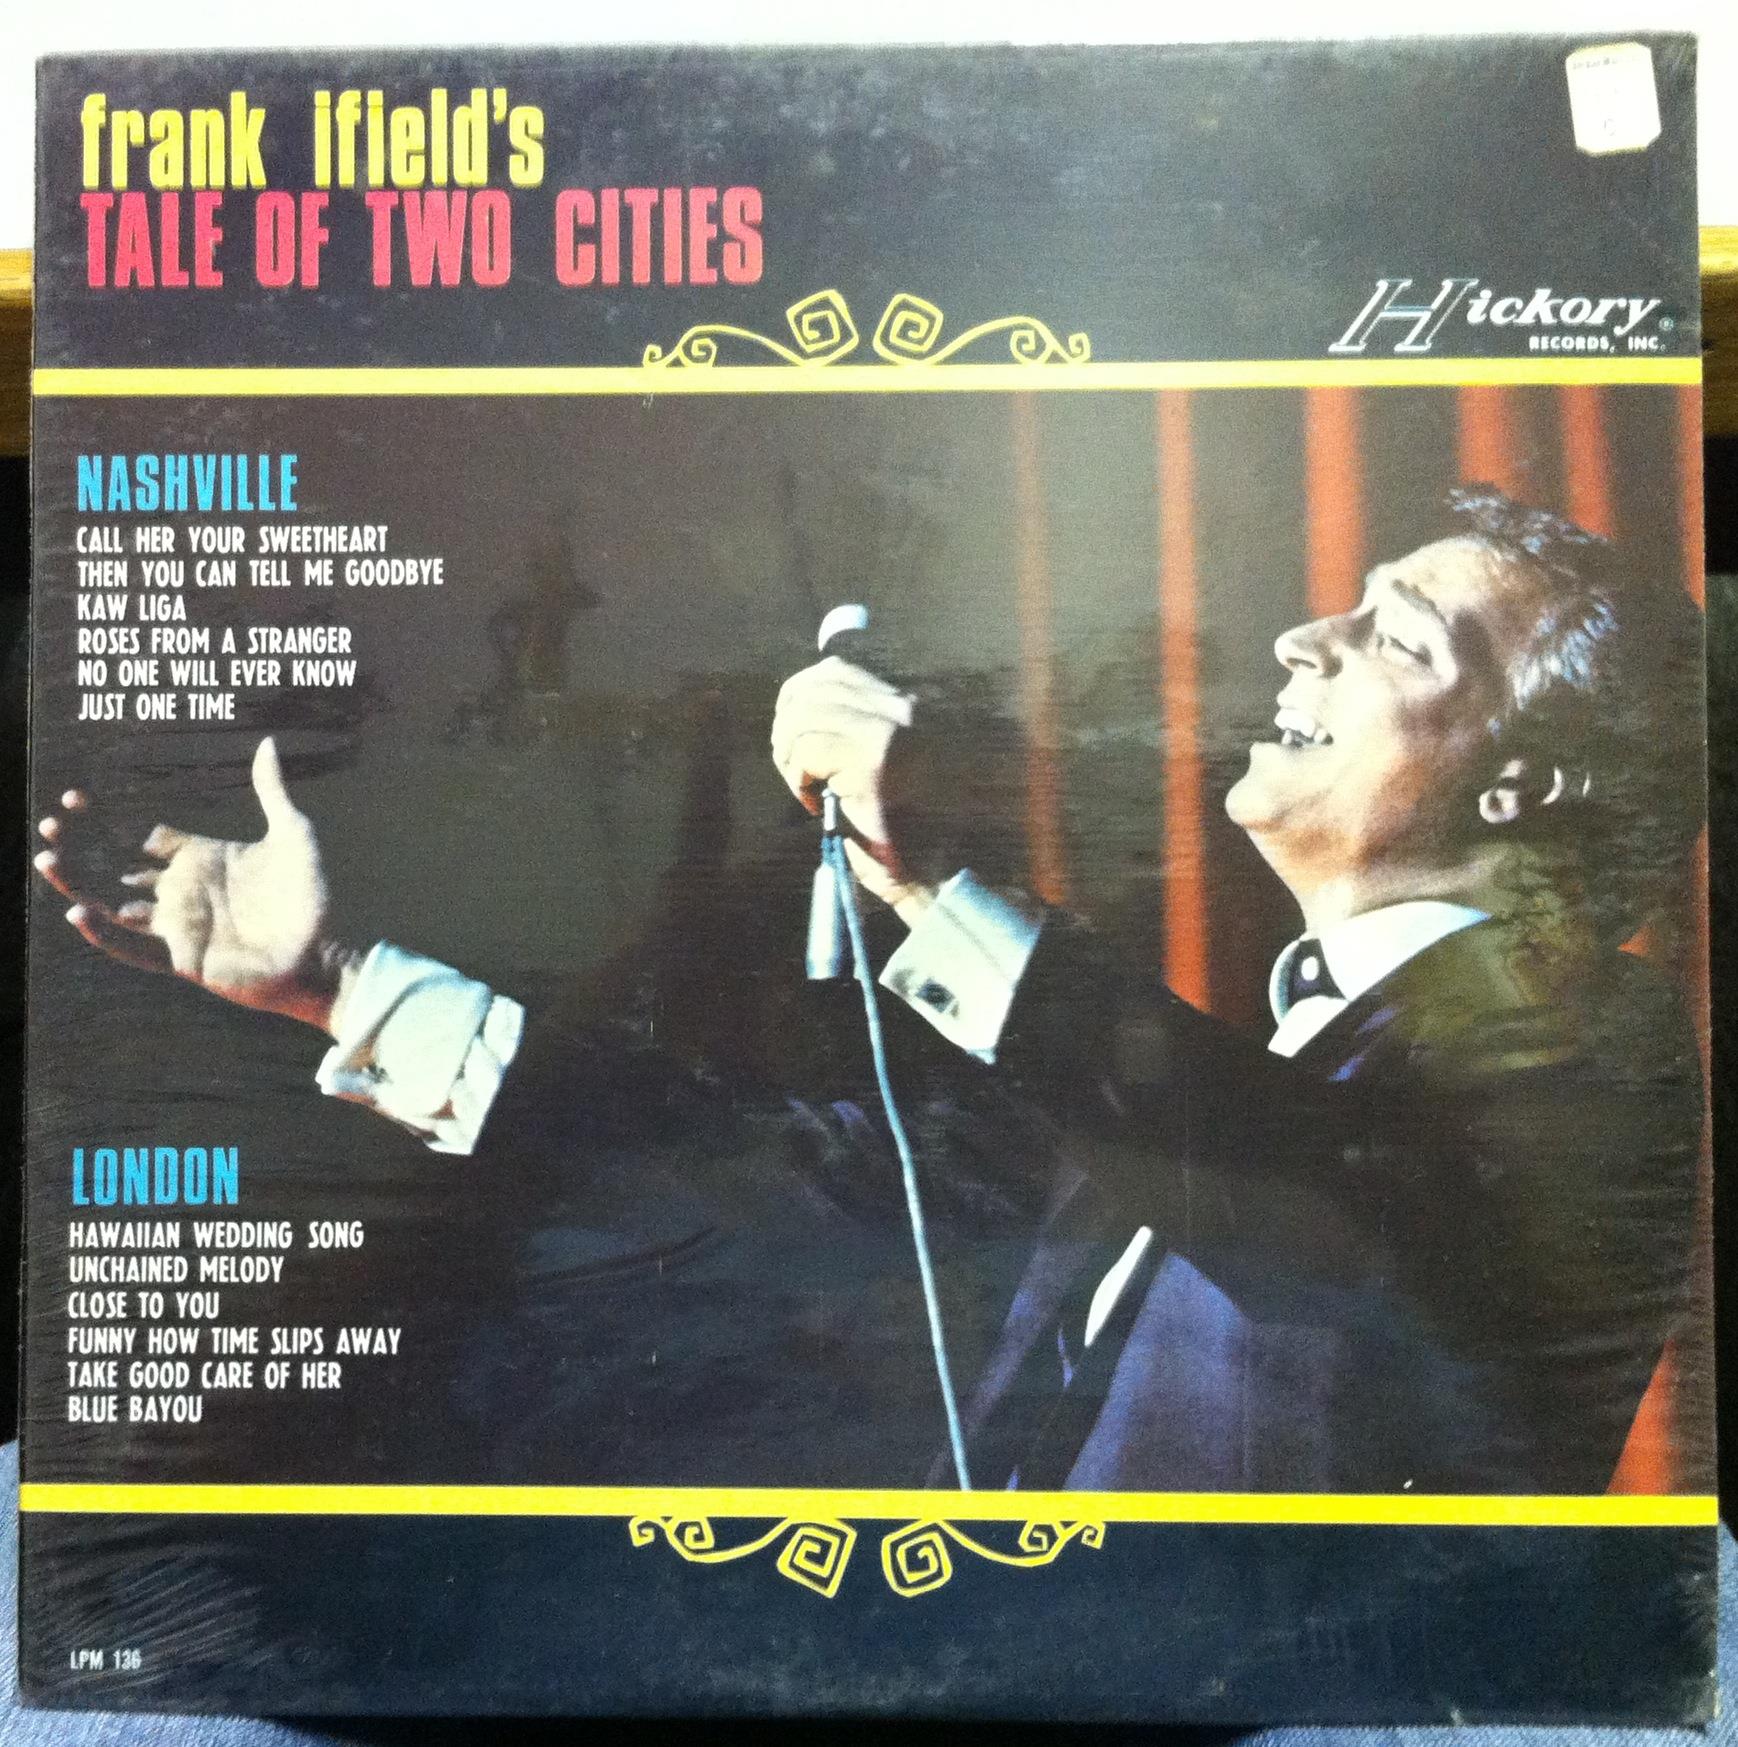 frank ifield's
TALE OF TWO CITIES
Hickory ®
RECORDS, INC.
NASHVILLE
CALL HER YOUR SWEETHEART
THEN YOU CAN TELL ME GOODBYE
KAW LIGA
ROSES FROM A STRANGER
NO ONE WILL EVER KNOW
JUST ONE TIME
LONDON
HAWAIIAN WEDDING SONG
UNCHAINED MELODY
CLOSE TO YOU
FUNNY HOW TIME SLIPS AWAY
TAKE GOOD CARE OF HER
BLUE BAYOU
LPM 136